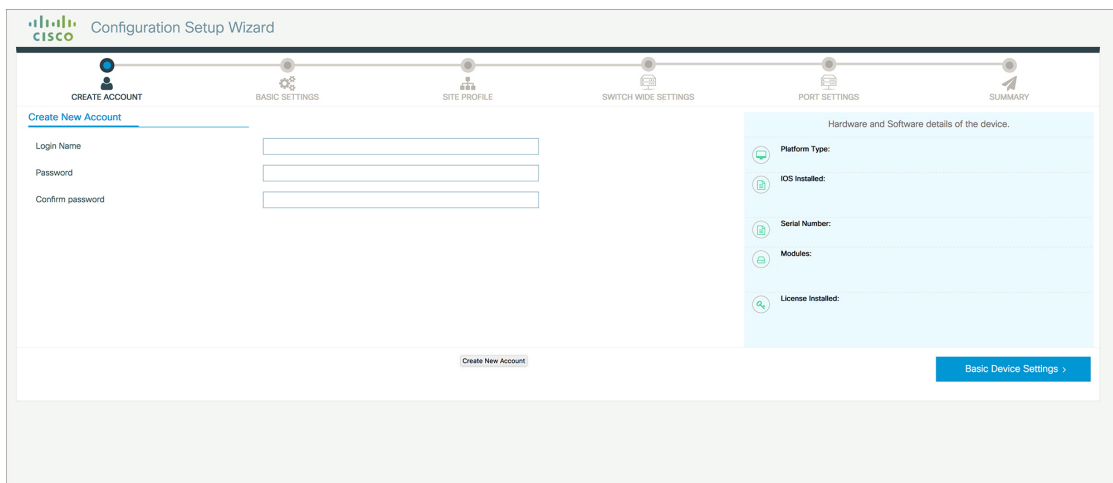 CISCO
Configuration Setup Wizard
CREATE ACCOUNT
BASIC SETTINGS
SITE PROFILE
SWITCH WIDE SETTINGS
PORT SETTINGS
SUMMARY
Create New Account
Login Name
Password
Confirm password
Hardware and Software details of the device.
Platform Type:
IOS Installed:
Serial Number:
Modules:
License Installed:
Create New Account
Basic Device Settings >